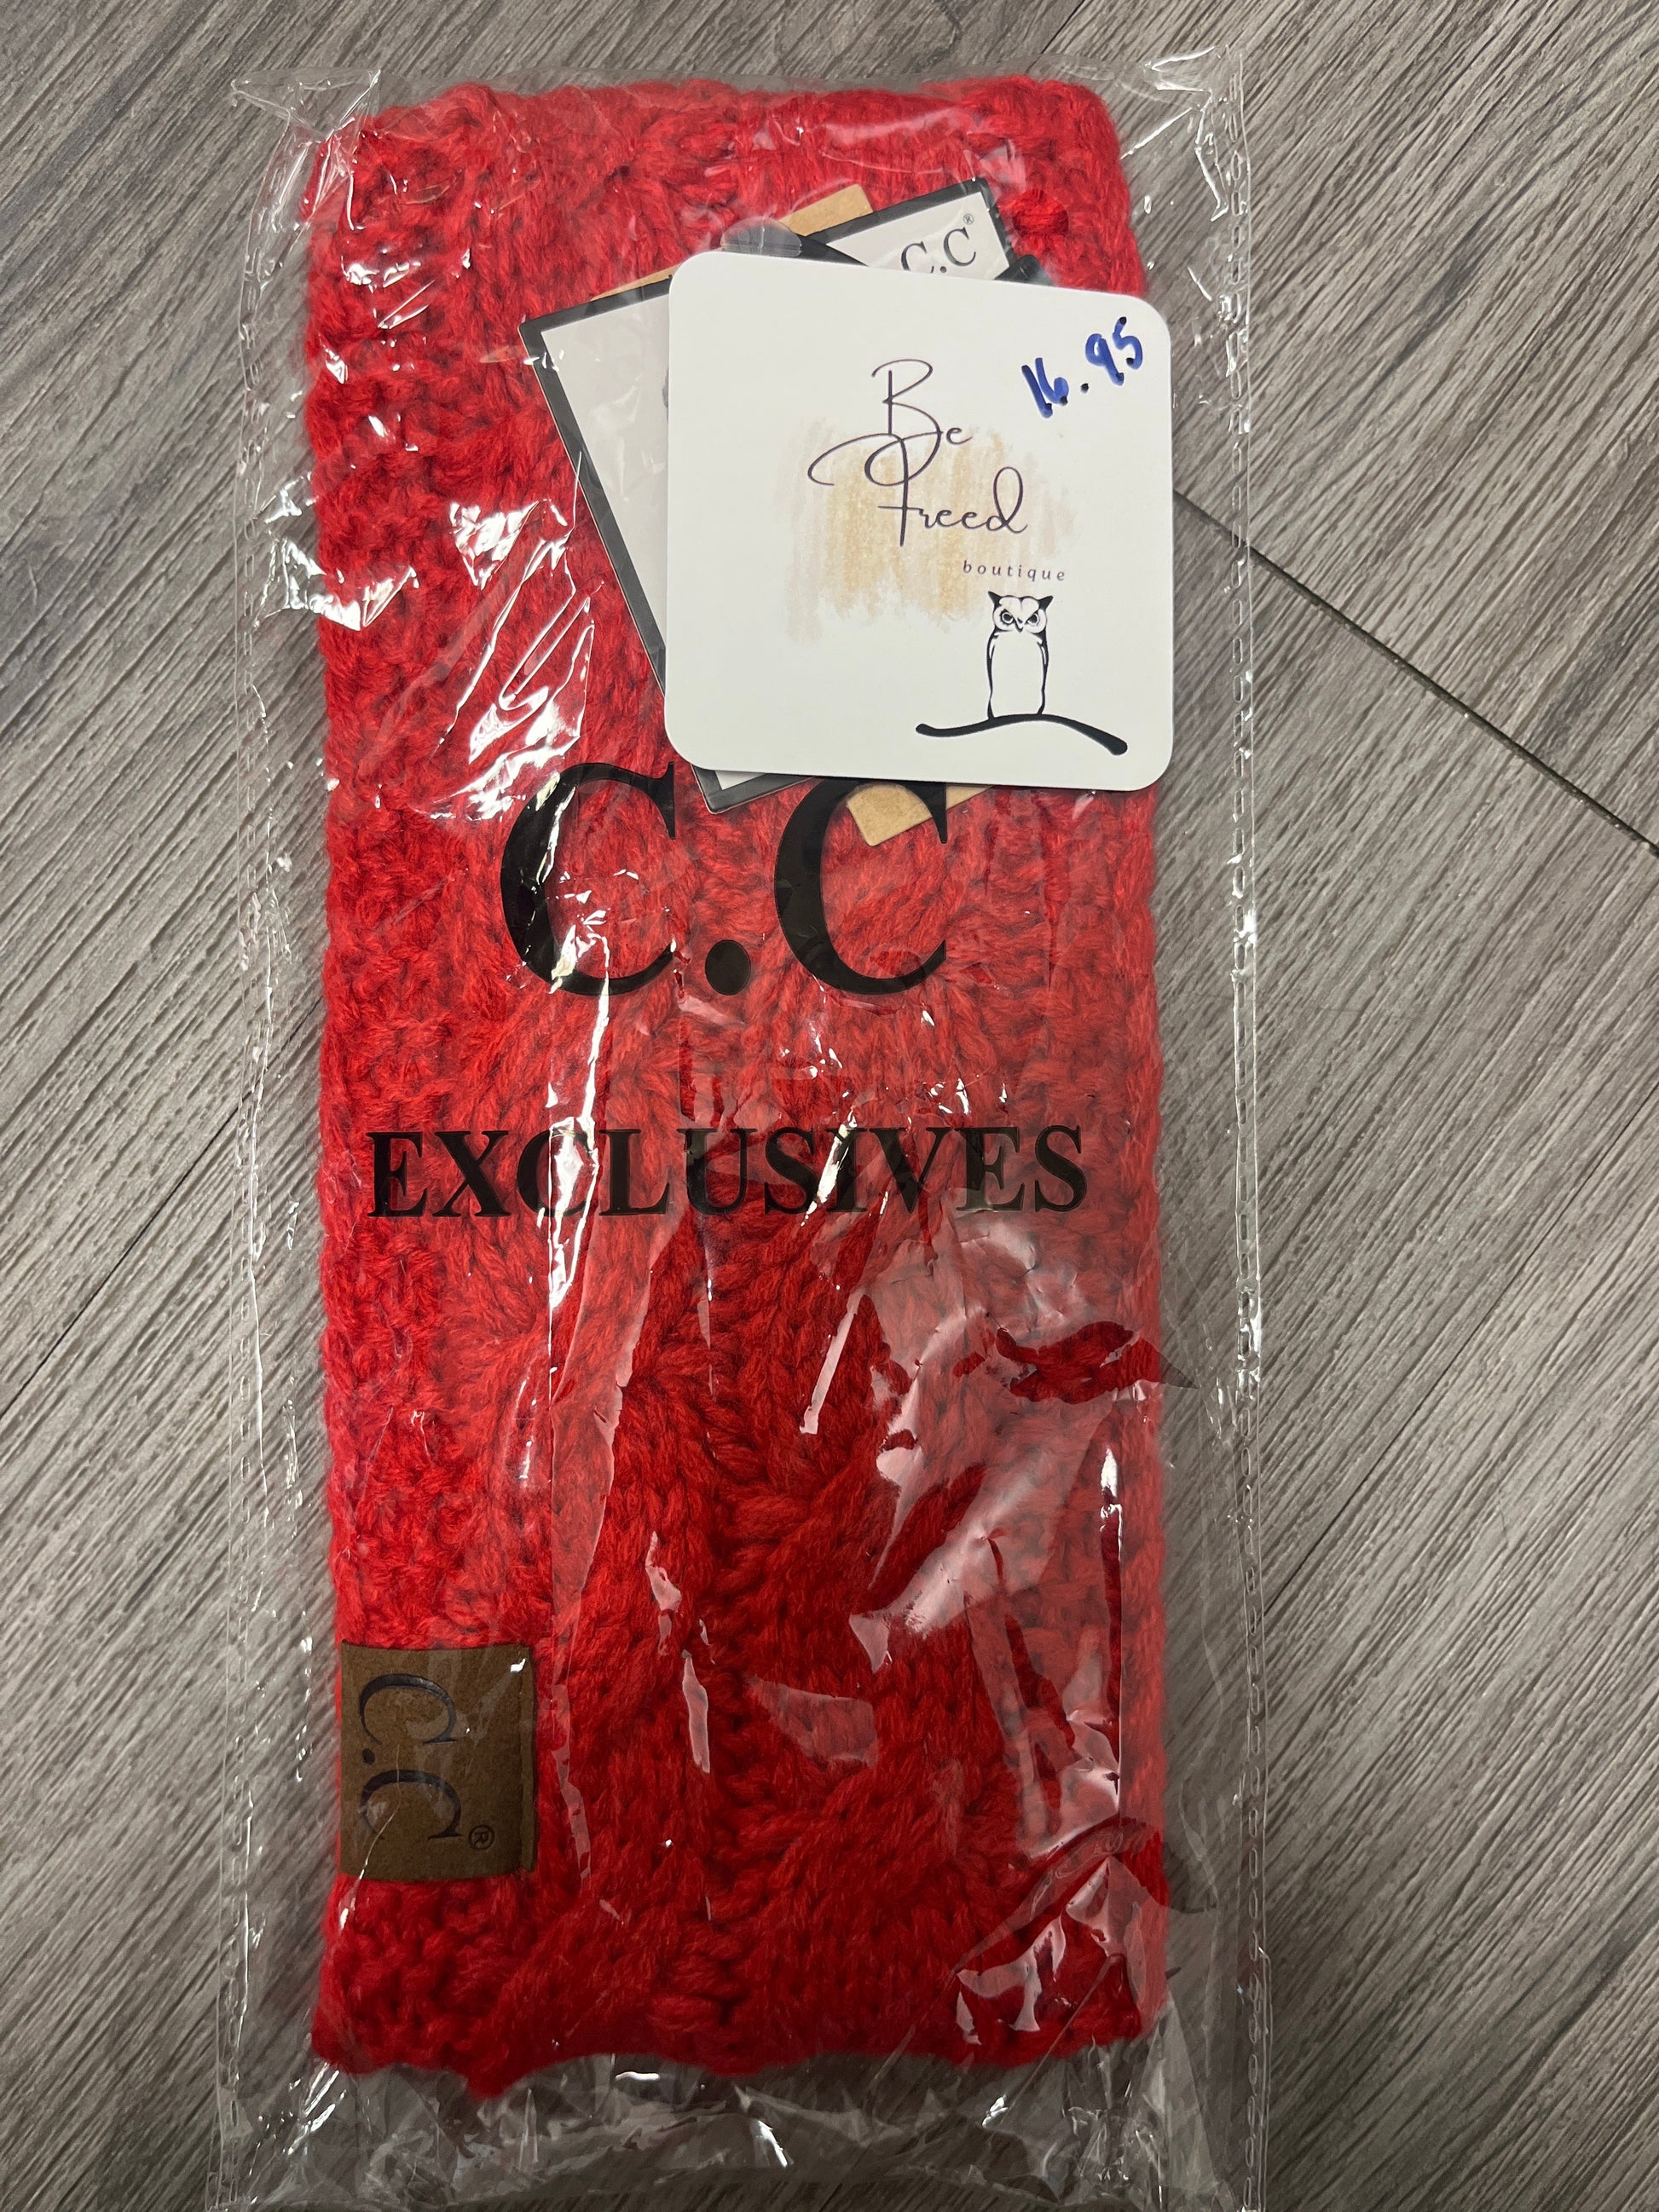 C.C®
16.95
Be
Freed
boutique
C.C
EXCLUSIVES
C.C®